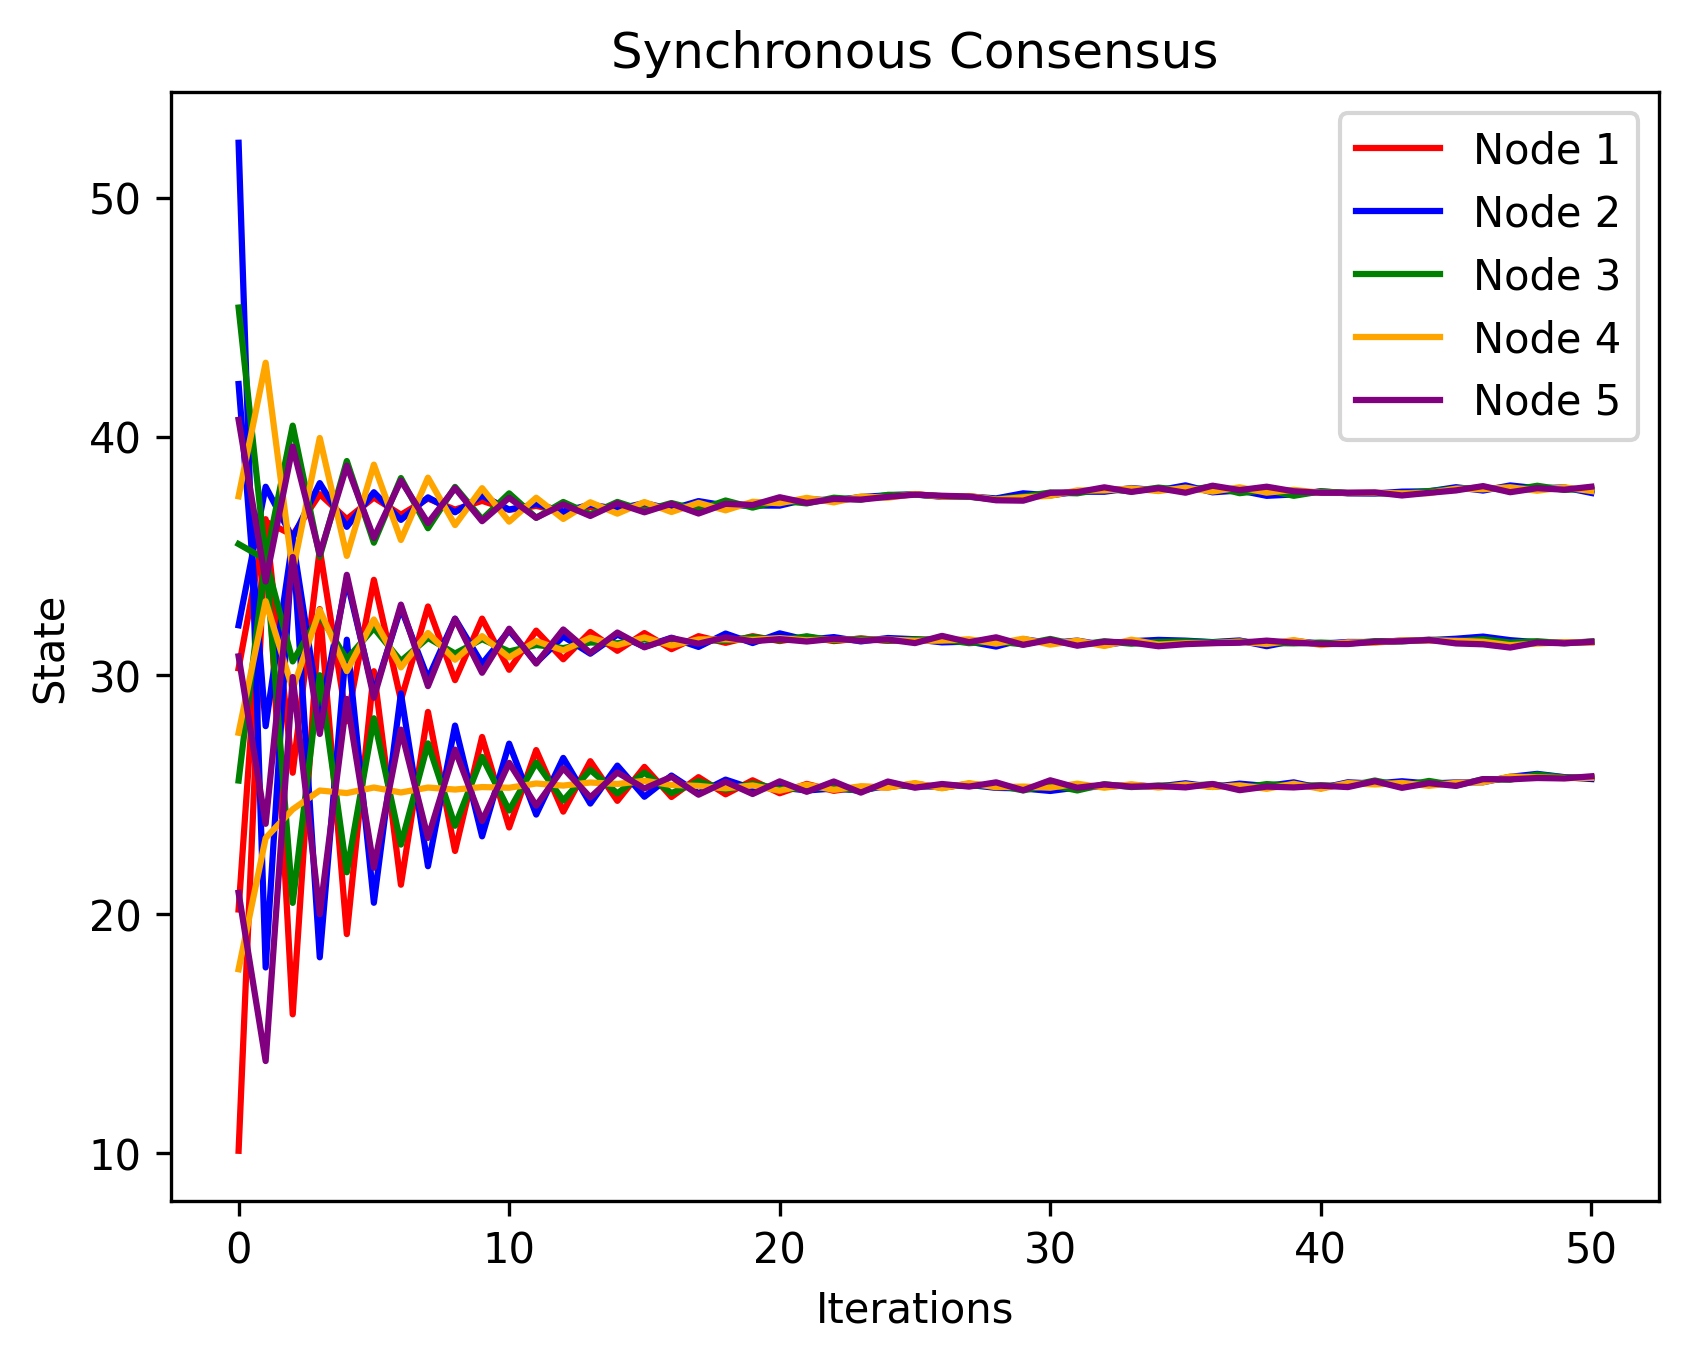 Synchronous Consensus
Node 1
Node 2
Node 3
Node 4
Node 5
State
50
40
30
20
10
0 10 20 30 40 50
Iterations